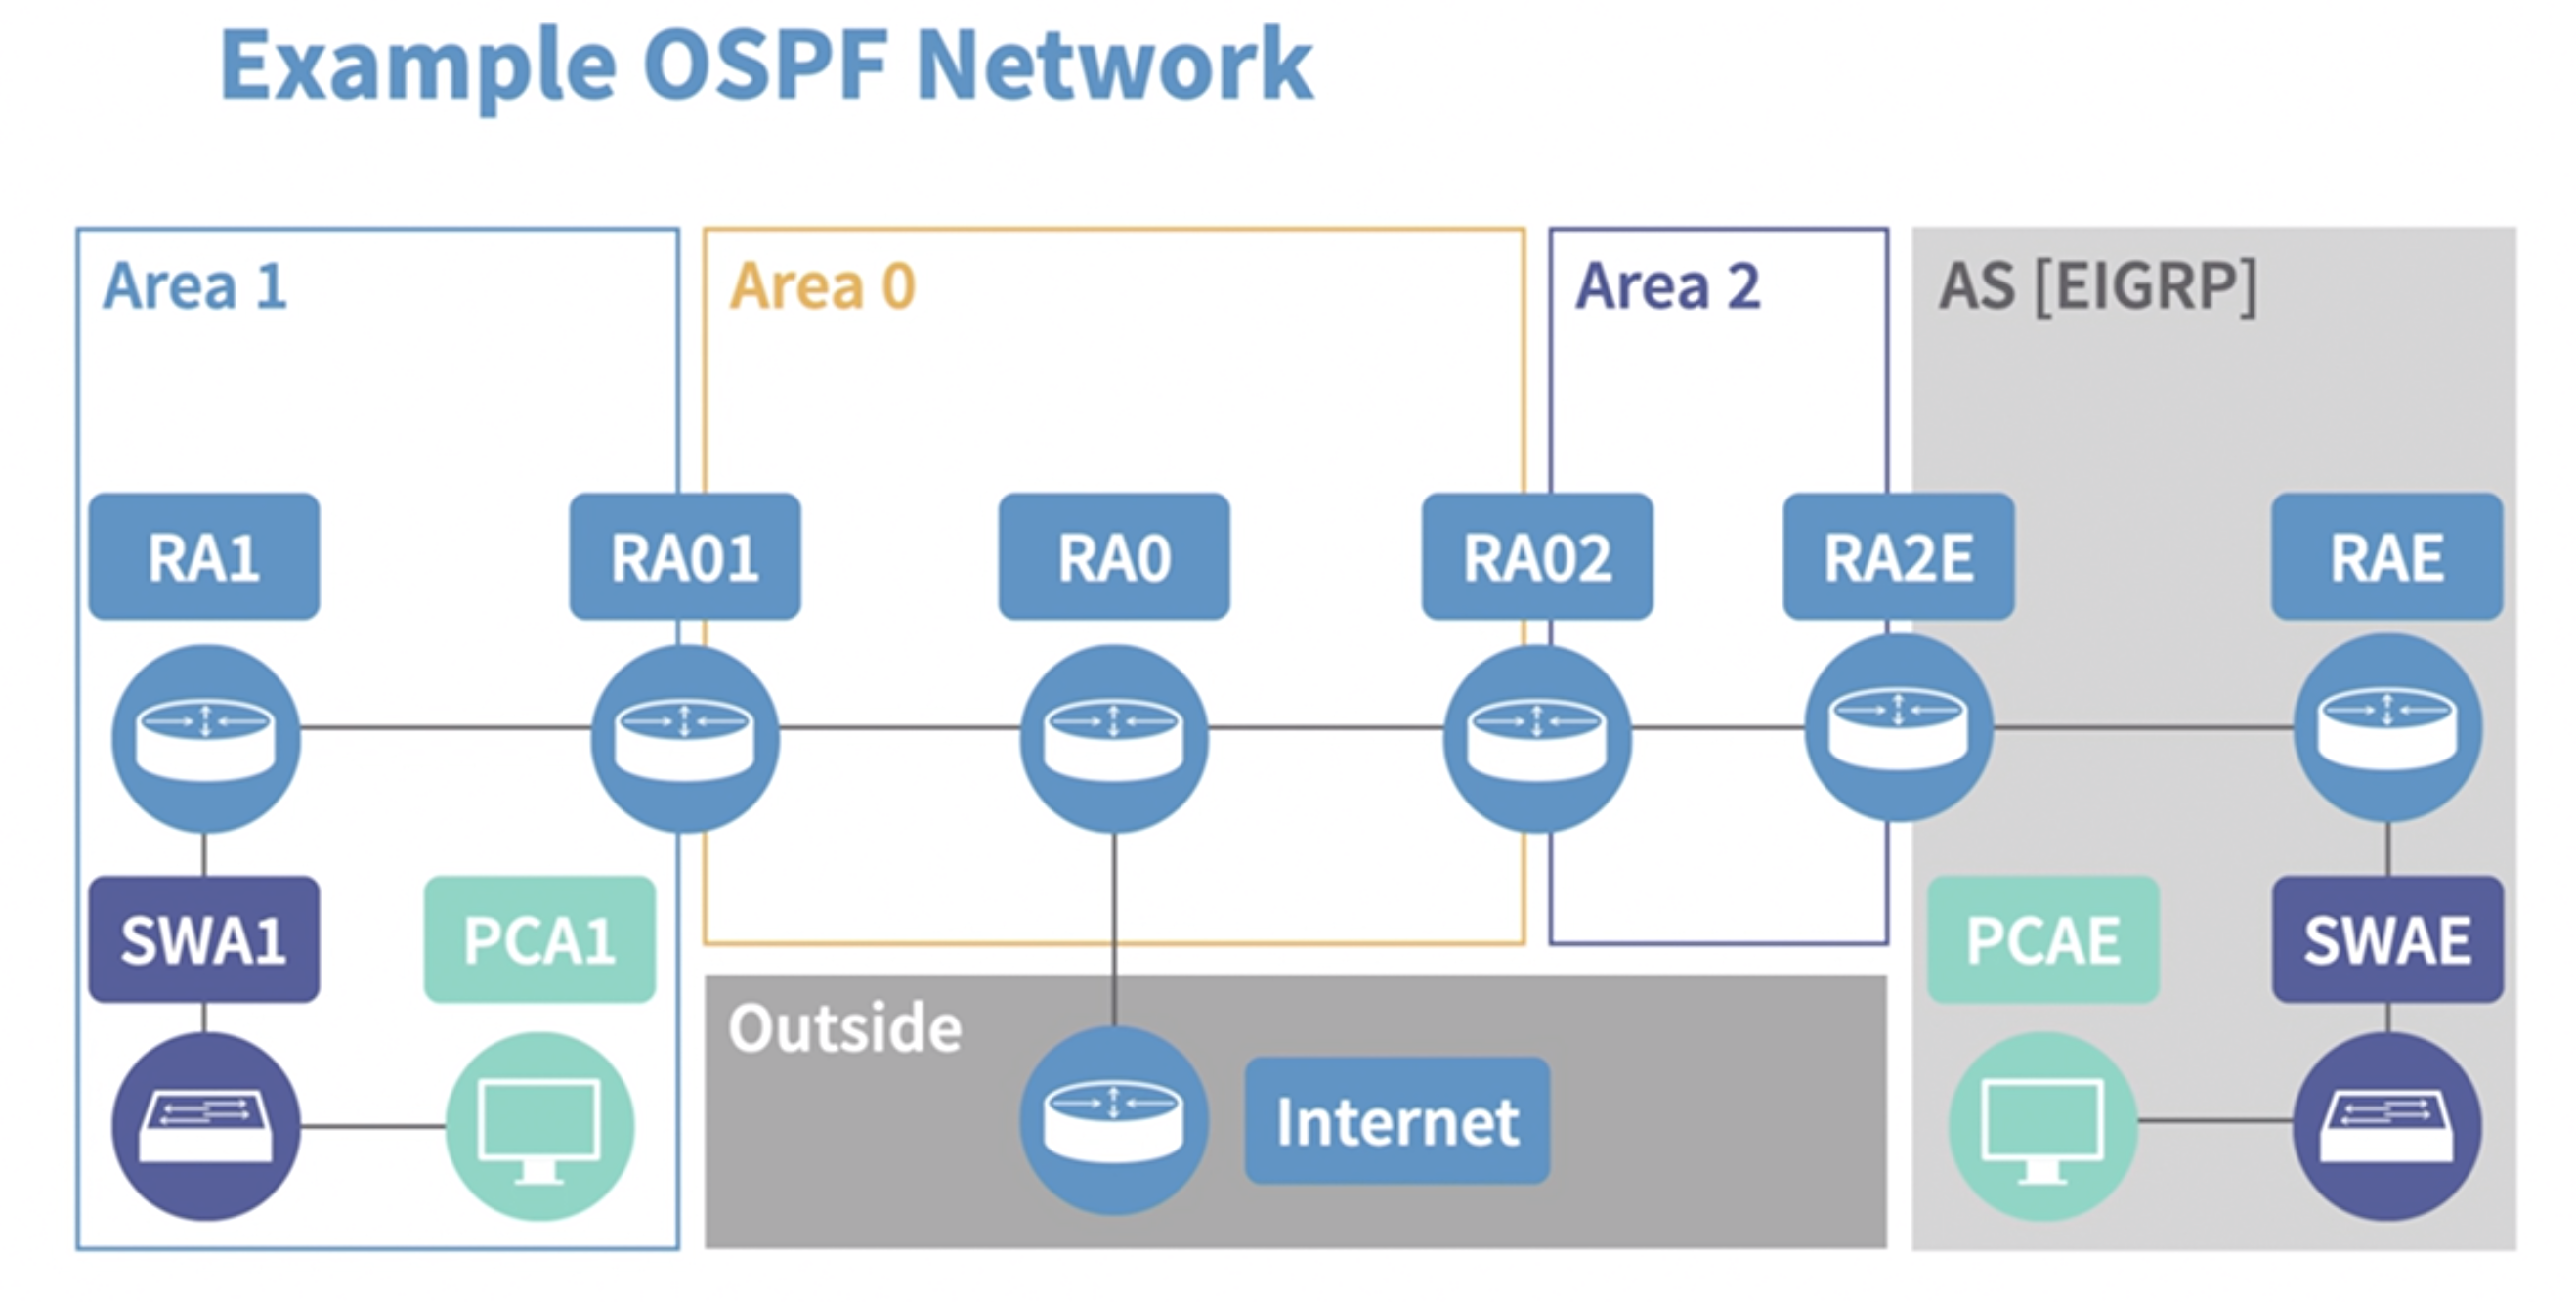 Example OSPF Network
Area 1
Area 0
Area 2
AS [EIGRP]
RA1
RA01
RA0
RA02
RA2E
RAE
SWA1
PCA1
PCAE
SWAE
Outside
Internet